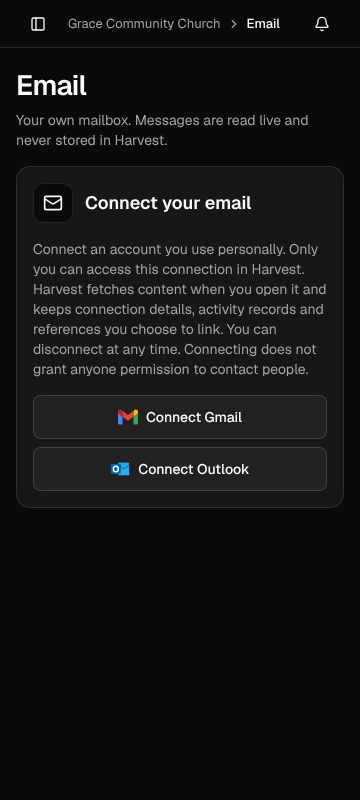 Grace Community Church > Email
Email
Your own mailbox. Messages are read live and
never stored in Harvest.
Connect your email
Connect an account you use personally. Only
you can access this connection in Harvest.
Harvest fetches content when you open it and
keeps connection details, activity records and
references you choose to link. You can
disconnect at any time. Connecting does not
grant anyone permission to contact people.
Connect Gmail
Connect Outlook